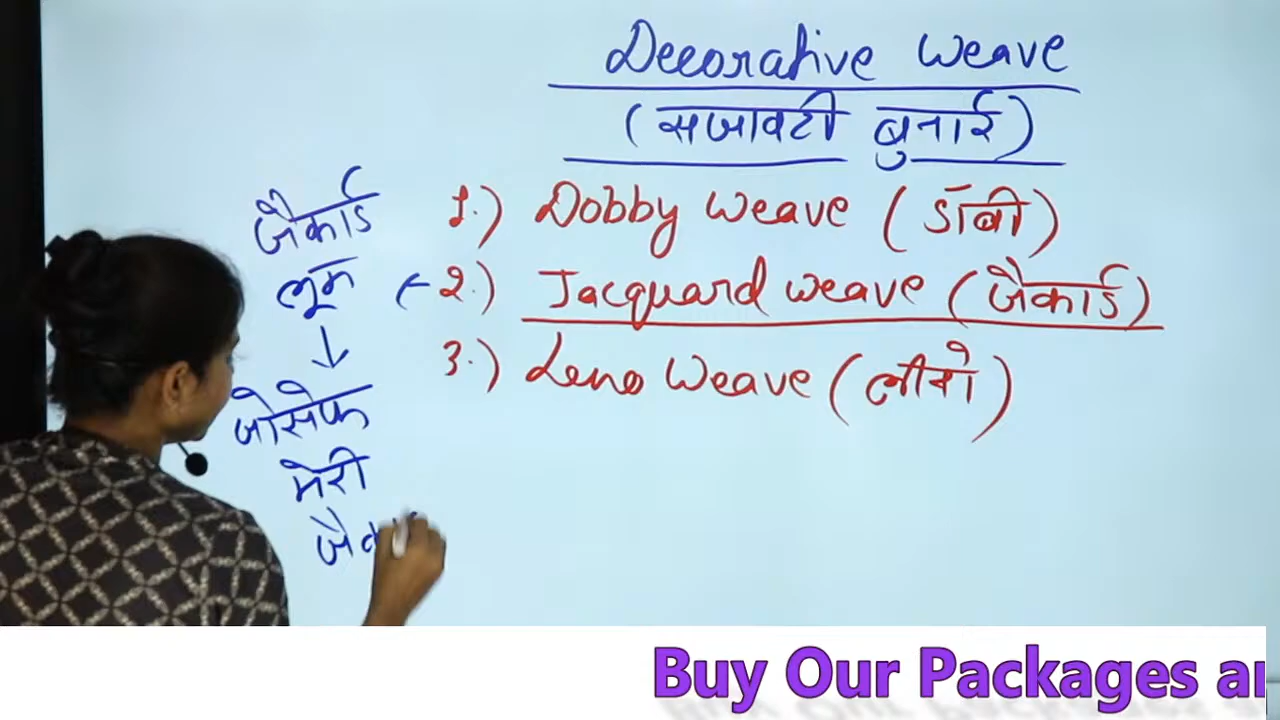 Decorative Weave
(सजावटी बुनाई)
1.) Dobby Weave (डॉबी)
2.) Jacquard Weave (जैकार्ड)
3.) Leno Weave (लीनो)
जैकार्ड
लूम
↓
जोसेफ
मेरी
Buy Our Packages